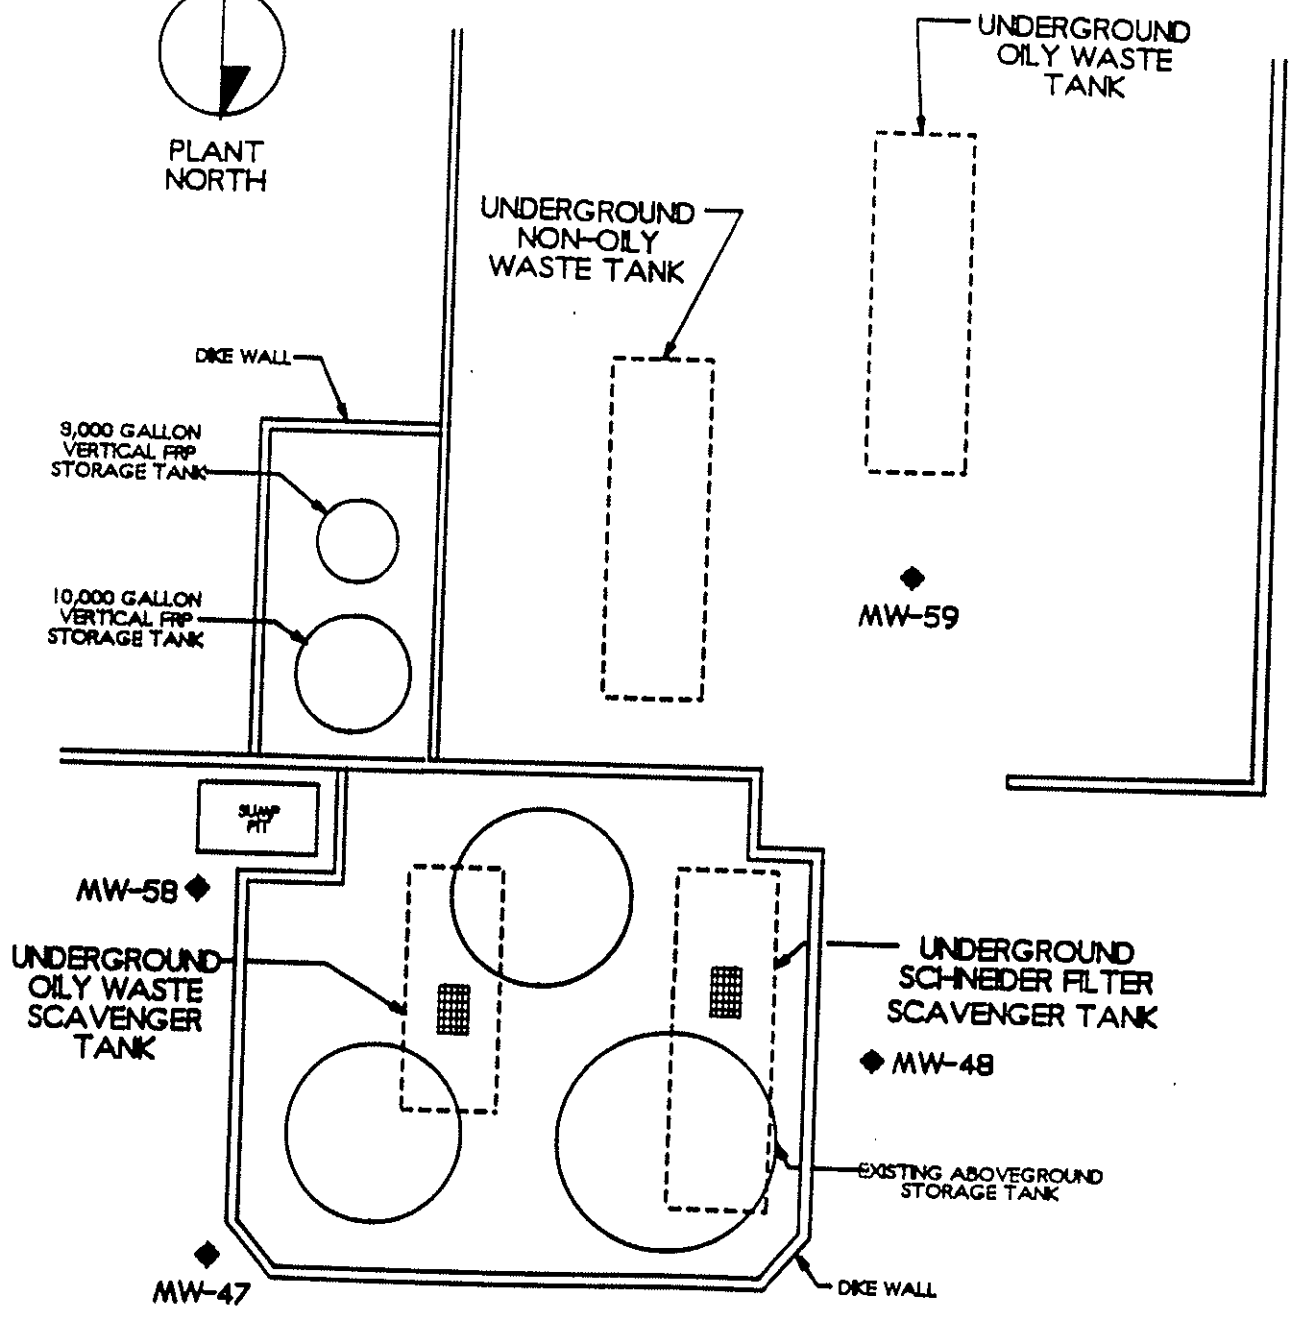 UNDERGROUND
OILY WASTE
TANK
PLANT
NORTH
UNDERGROUND
NON-OILY
WASTE TANK
DIKE WALL
9,000 GALLON
VERTICAL FRP
STORAGE TANK
10,000 GALLON
VERTICAL FRP
STORAGE TANK
MW-59
SUMP
PIT
MW-58
UNDERGROUND
OILY WASTE
SCAVENGER
TANK
UNDERGROUND
SCHNEIDER FILTER
SCAVENGER TANK
MW-48
EXISTING ABOVEGROUND
STORAGE TANK
MW-47
DIKE WALL